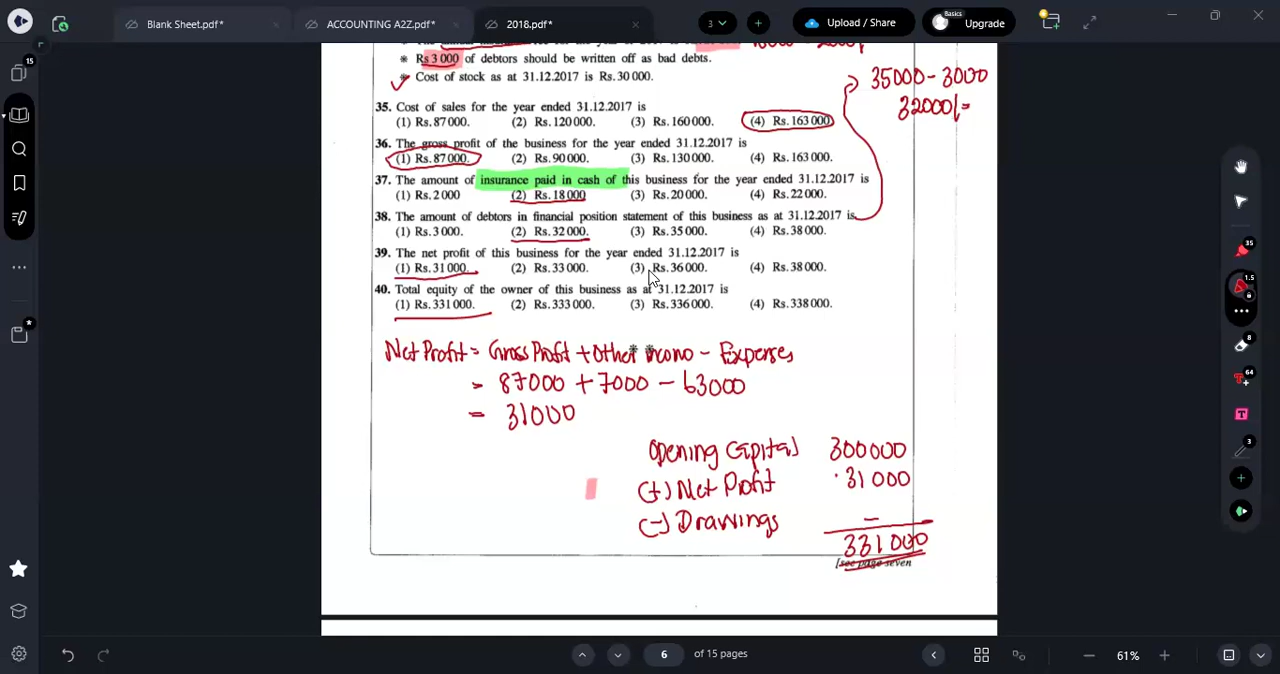 Blank Sheet.pdf*
ACCOUNTING A2Z.pdf*
2018.pdf*
3
Upload / Share
Basics
Upgrade
15
* Rs 3 000 of debtors should be written off as bad debts.
* Cost of stock as at 31.12.2017 is Rs. 30 000.
35000 - 3000
32000/=
35. Cost of sales for the year ended 31.12.2017 is
(1) Rs. 87 000. (2) Rs. 120 000. (3) Rs. 160 000. (4) Rs. 163 000.
36. The gross profit of the business for the year ended 31.12.2017 is
(1) Rs. 87 000. (2) Rs. 90 000. (3) Rs. 130 000. (4) Rs. 163 000.
37. The amount of insurance paid in cash of this business for the year ended 31.12.2017 is
(1) Rs. 2 000 (2) Rs. 18 000 (3) Rs. 20 000. (4) Rs. 22 000.
38. The amount of debtors in financial position statement of this business as at 31.12.2017 is
(1) Rs. 3 000. (2) Rs. 32 000. (3) Rs. 35 000. (4) Rs. 38 000.
39. The net profit of this business for the year ended 31.12.2017 is
(1) Rs. 31 000. (2) Rs. 33 000. (3) Rs. 36 000. (4) Rs. 38 000.
40. Total equity of the owner of this business as at 31.12.2017 is
(1) Rs. 331 000. (2) Rs. 333 000. (3) Rs. 336 000. (4) Rs. 338 000.
**
Net Profit = Gross Profit + Other Income - Expenses
= 87000 + 7000 - 63000
= 31000
Opening Capital 300000
(+) Net Profit 31000
(-) Drawings -
331000
[see page seven
35
1.5
8
64
3
6 of 15 pages
61%